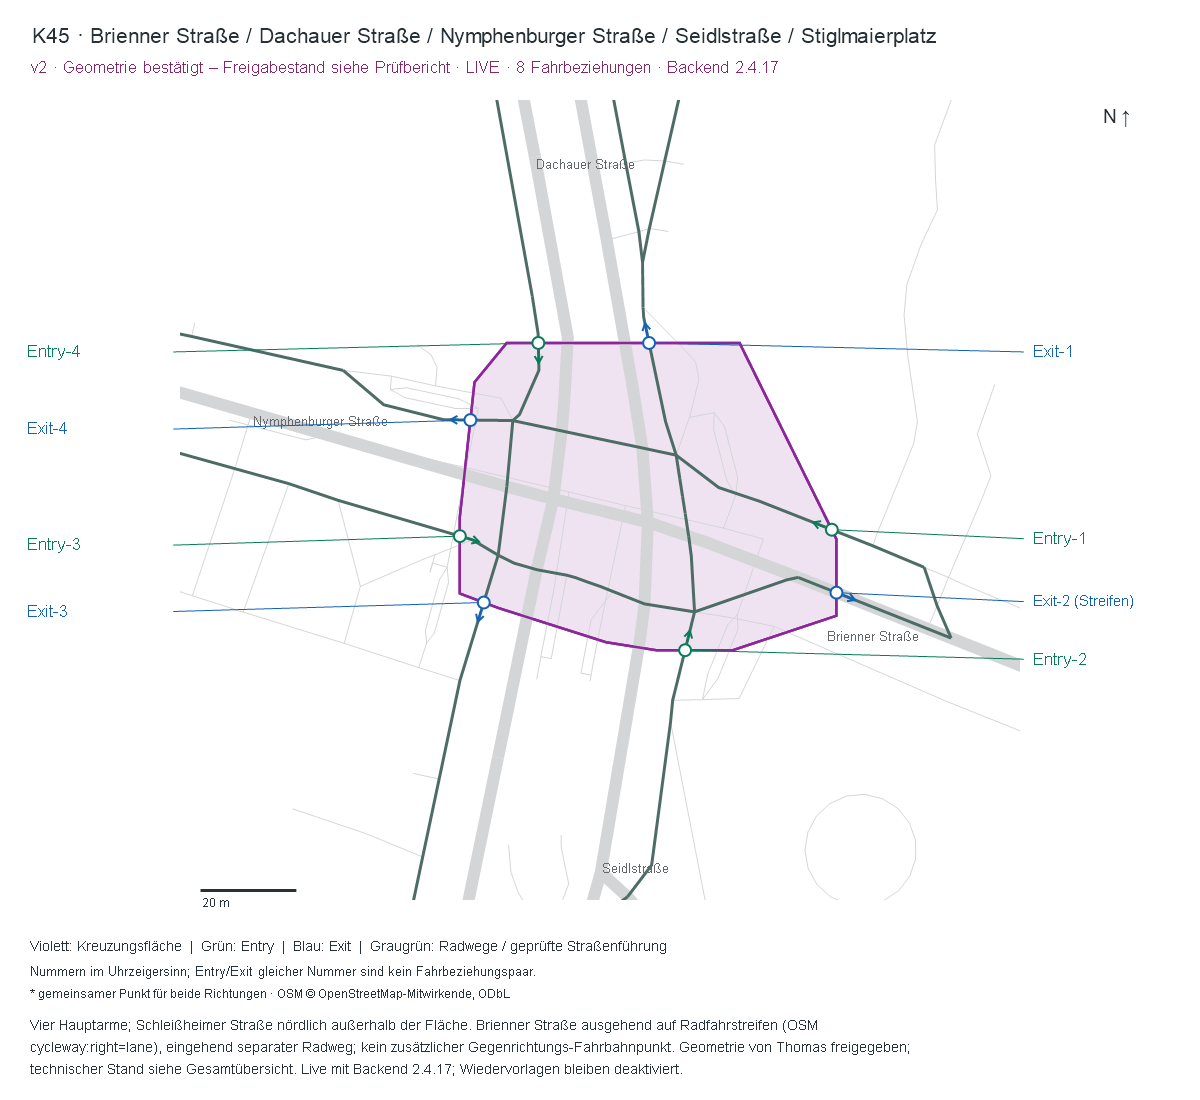 K45 · Brienner Straße / Dachauer Straße / Nymphenburger Straße / Seidlstraße / Stiglmaierplatz
v2 · Geometrie bestätigt – Freigabestand siehe Prüfbericht · LIVE · 8 Fahrbeziehungen · Backend 2.4.17
N ↑
Dachauer Straße
Entry-4
Exit-1
Nymphenburger Straße
Exit-4
Entry-3
Entry-1
Exit-3
Exit-2 (Streifen)
Brienner Straße
Entry-2
Seidlstraße
20 m
Violett: Kreuzungsfläche | Grün: Entry | Blau: Exit | Graugrün: Radwege / geprüfte Straßenführung
Nummern im Uhrzeigersinn; Entry/Exit gleicher Nummer sind kein Fahrbeziehungspaar.
* gemeinsamer Punkt für beide Richtungen · OSM © OpenStreetMap-Mitwirkende, ODbL
Vier Hauptarme; Schleißheimer Straße nördlich außerhalb der Fläche. Brienner Straße ausgehend auf Radfahrstreifen (OSM
cycleway:right=lane), eingehend separater Radweg; kein zusätzlicher Gegenrichtungs-Fahrbahnpunkt. Geometrie von Thomas freigegeben;
technischer Stand siehe Gesamtübersicht. Live mit Backend 2.4.17; Wiedervorlagen bleiben deaktiviert.